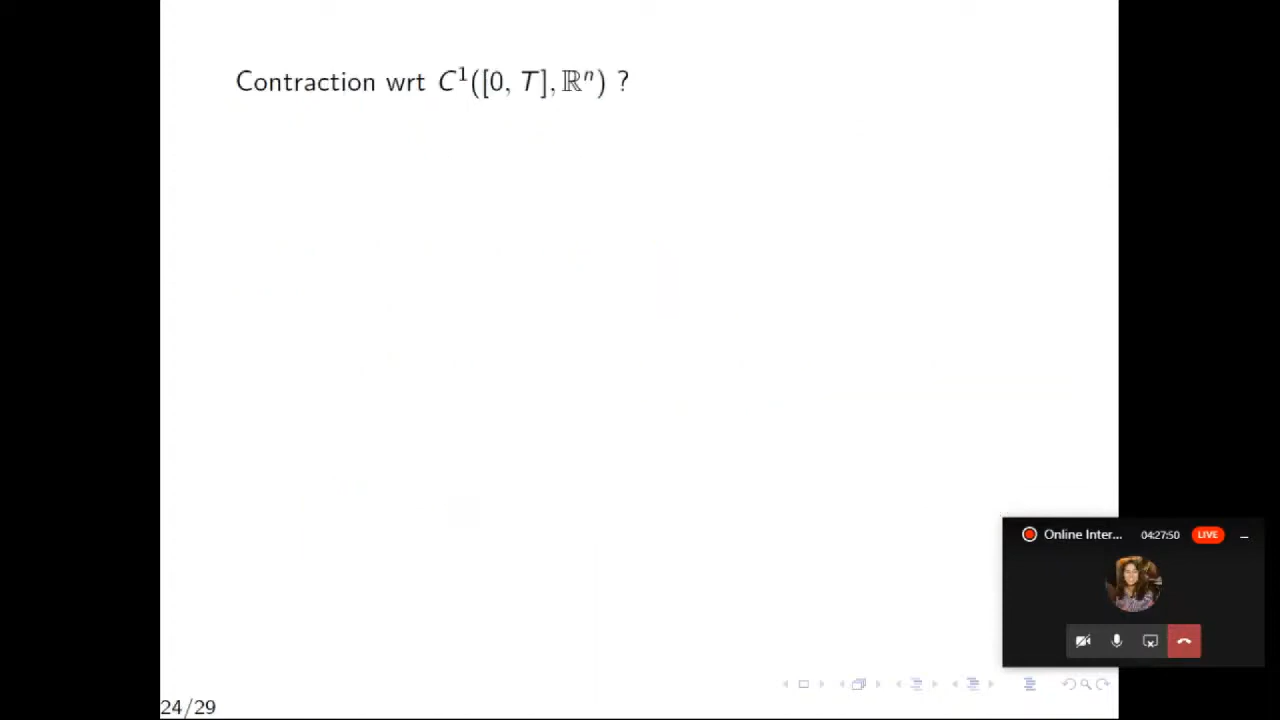 Contraction wrt C¹([0, T], ℝⁿ) ?
Online Inter...
04:27:50
LIVE
24/29